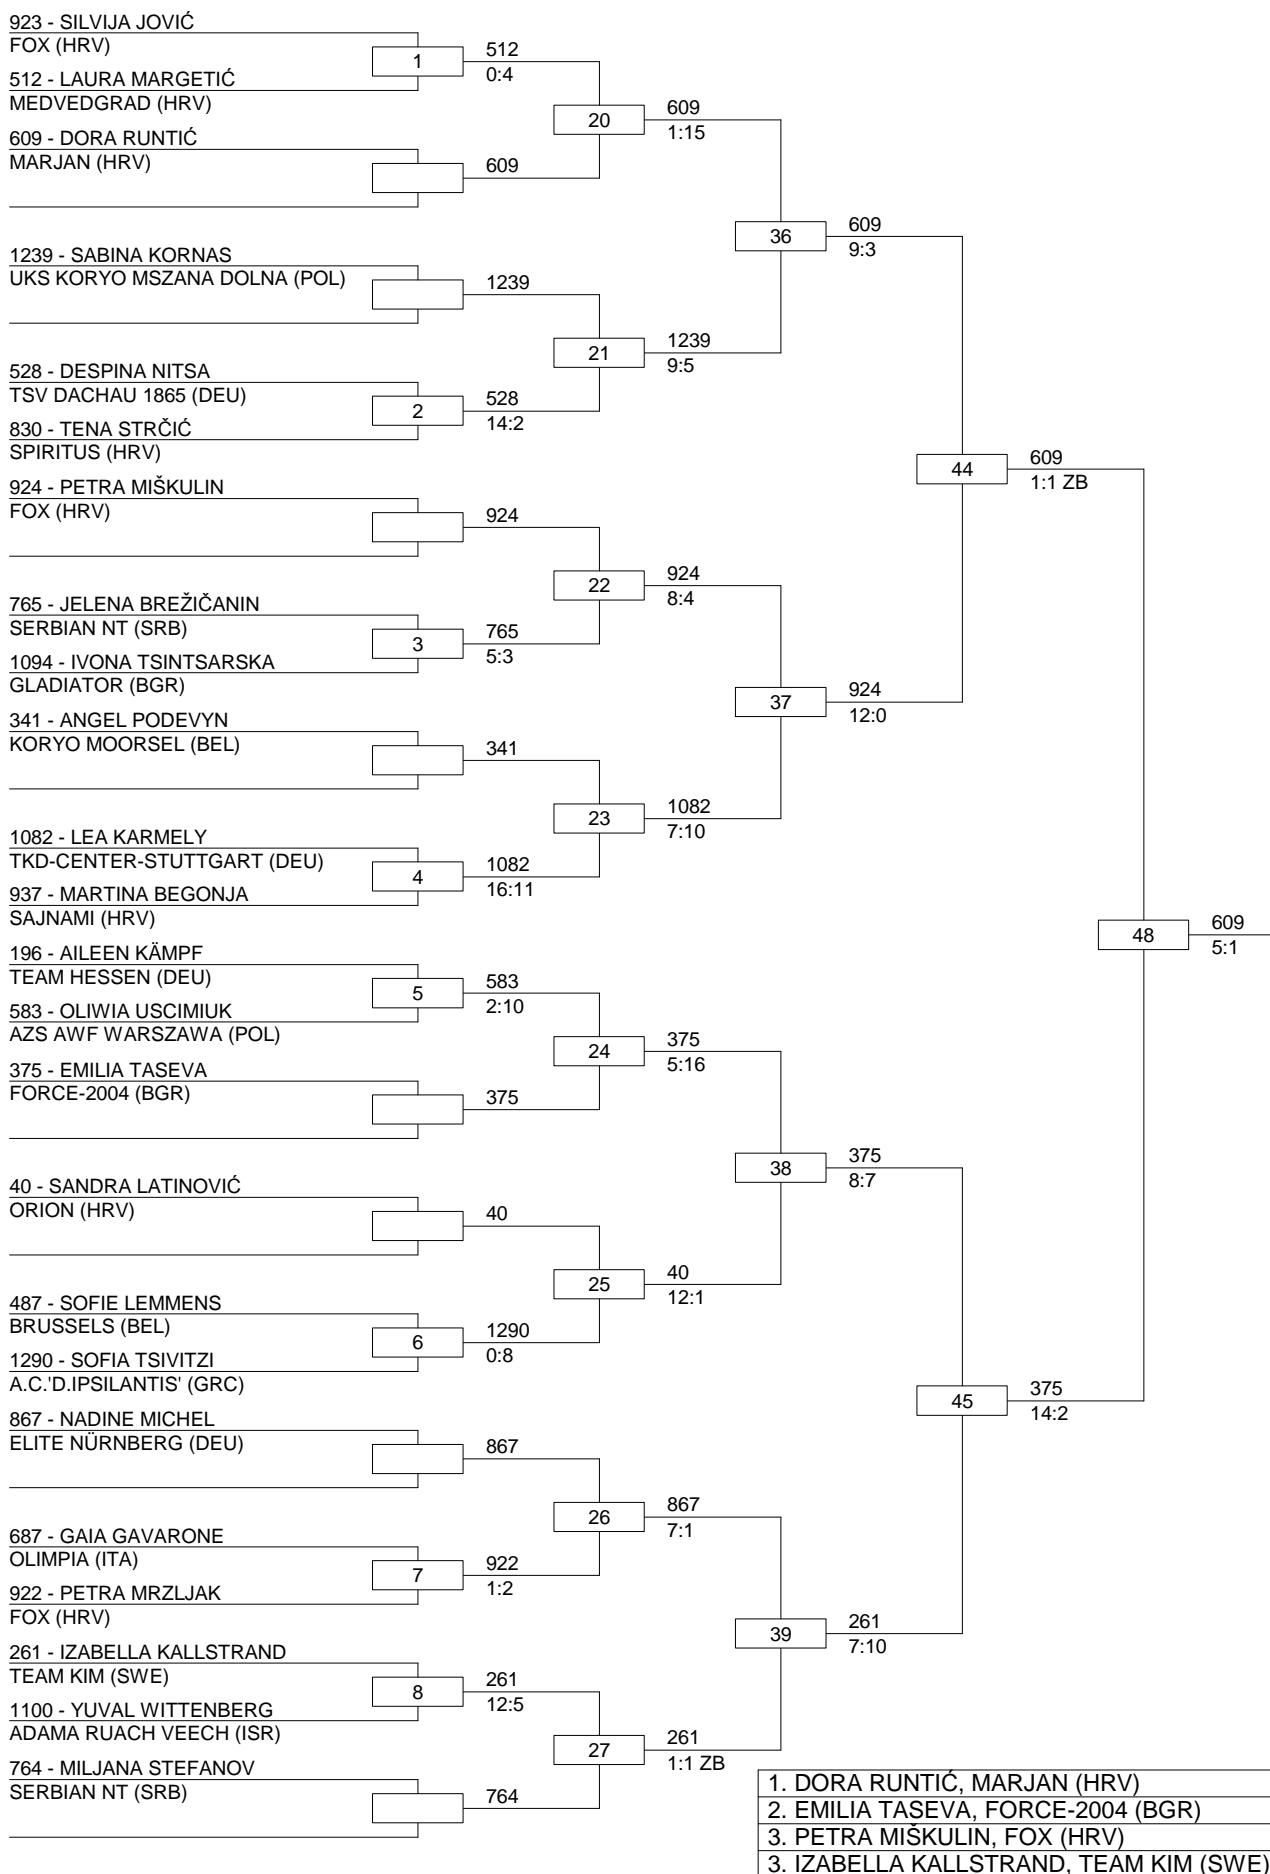 923 - SILVIJA JOVIĆ
FOX (HRV)
1
512
0:4
512 - LAURA MARGETIĆ
MEDVEDGRAD (HRV)
20
609
1:15
609 - DORA RUNTIĆ
MARJAN (HRV)
609
36
609
9:3
1239 - SABINA KORNAS
UKS KORYO MSZANA DOLNA (POL)
1239
21
1239
9:5
528 - DESPINA NITSA
TSV DACHAU 1865 (DEU)
2
528
14:2
830 - TENA STRČIĆ
SPIRITUS (HRV)
44
609
1:1 ZB
924 - PETRA MIŠKULIN
FOX (HRV)
924
22
924
8:4
765 - JELENA BREŽIČANIN
SERBIAN NT (SRB)
3
765
5:3
1094 - IVONA TSINTSARSKA
GLADIATOR (BGR)
37
924
12:0
341 - ANGEL PODEVYN
KORYO MOORSEL (BEL)
341
23
1082
7:10
1082 - LEA KARMELY
TKD-CENTER-STUTTGART (DEU)
4
1082
16:11
937 - MARTINA BEGONJA
SAJNAMI (HRV)
48
609
5:1
196 - AILEEN KÄMPF
TEAM HESSEN (DEU)
5
583
2:10
583 - OLIWIA USCIMIUK
AZS AWF WARSZAWA (POL)
24
375
5:16
375 - EMILIA TASEVA
FORCE-2004 (BGR)
375
38
375
8:7
40 - SANDRA LATINOVIĆ
ORION (HRV)
40
25
40
12:1
487 - SOFIE LEMMENS
BRUSSELS (BEL)
6
1290
0:8
1290 - SOFIA TSIVITZI
A.C.'D.IPSILANTIS' (GRC)
45
375
14:2
867 - NADINE MICHEL
ELITE NÜRNBERG (DEU)
867
26
867
7:1
687 - GAIA GAVARONE
OLIMPIA (ITA)
7
922
1:2
922 - PETRA MRZLJAK
FOX (HRV)
39
261
7:10
261 - IZABELLA KALLSTRAND
TEAM KIM (SWE)
8
261
12:5
1100 - YUVAL WITTENBERG
ADAMA RUACH VEECH (ISR)
27
261
1:1 ZB
764 - MILJANA STEFANOV
SERBIAN NT (SRB)
764
1. DORA RUNTIĆ, MARJAN (HRV)
2. EMILIA TASEVA, FORCE-2004 (BGR)
3. PETRA MIŠKULIN, FOX (HRV)
3. IZABELLA KALLSTRAND, TEAM KIM (SWE)